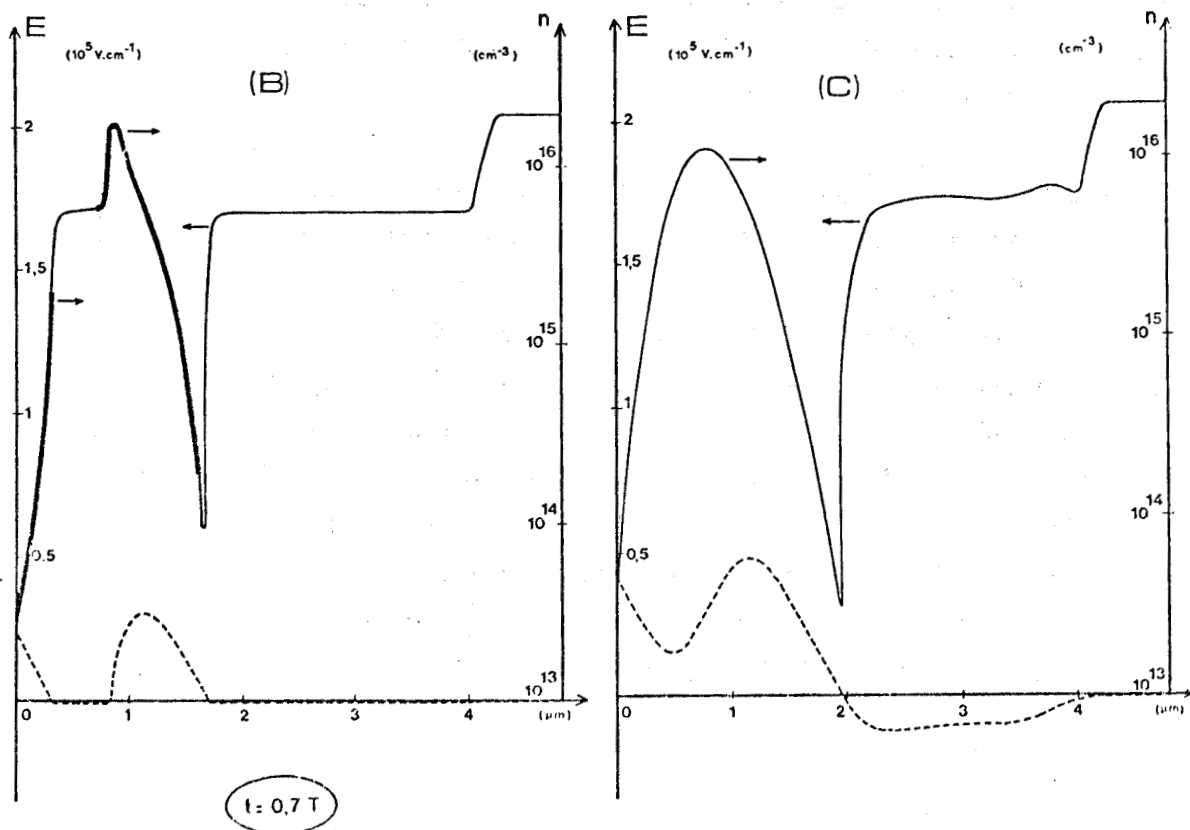 E
n
(10⁵ V.cm⁻¹)
(cm⁻³)
(B)
2
10¹⁶
1,5
10¹⁵
1
10¹⁴
0.5
10¹³
0
1
2
3
4
(μm)
t = 0,7 T
E
n
(10⁵ V.cm⁻¹)
(cm⁻³)
(C)
2
10¹⁶
1,5
10¹⁵
1
10¹⁴
0,5
10¹³
0
1
2
3
4
(μm)